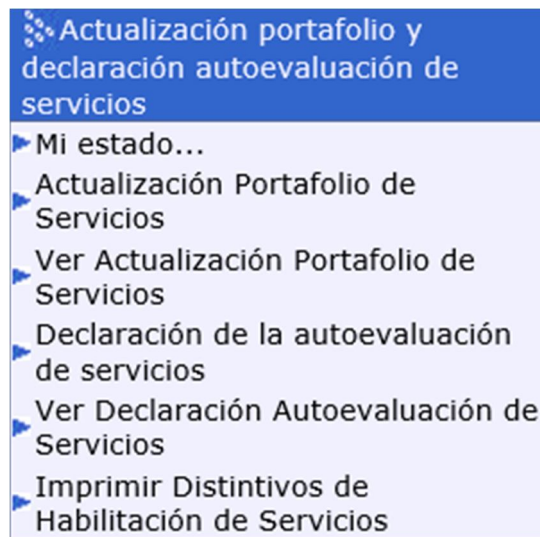 Actualización portafolio y
declaración autoevaluación de
servicios
Mi estado...
Actualización Portafolio de
Servicios
Ver Actualización Portafolio de
Servicios
Declaración de la autoevaluación
de servicios
Ver Declaración Autoevaluación de
Servicios
Imprimir Distintivos de
Habilitación de Servicios